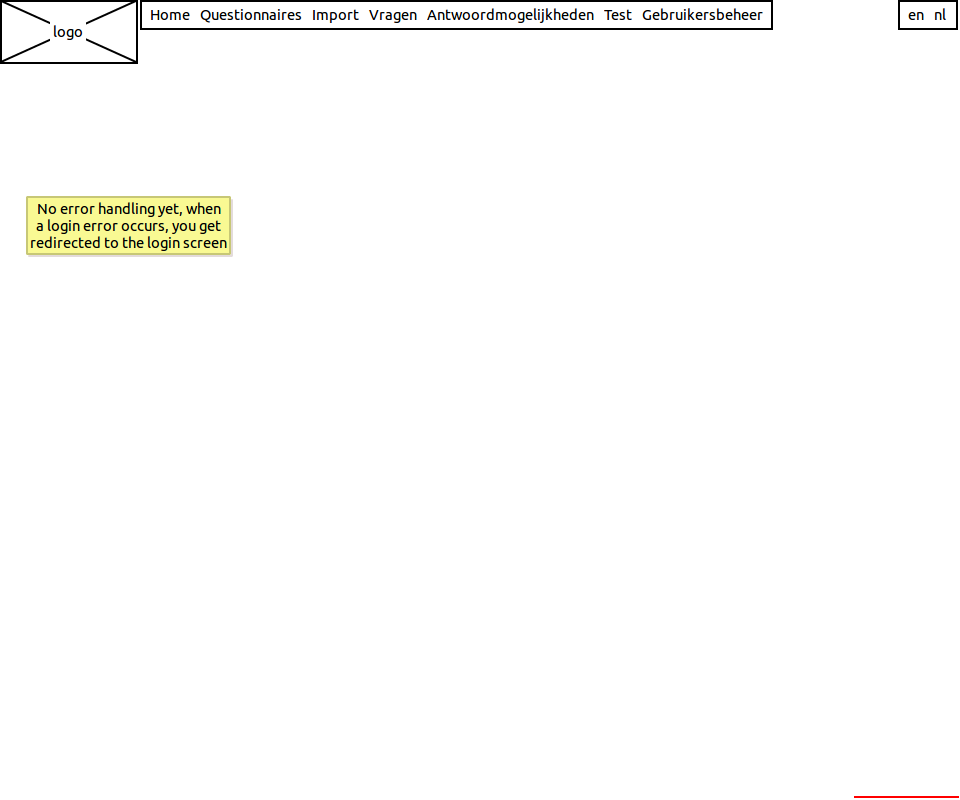 logo
Home Questionnaires Import Vragen Antwoordmogelijkheden Test Gebruikersbeheer
en nl
No error handling yet, when
a login error occurs, you get
redirected to the login screen